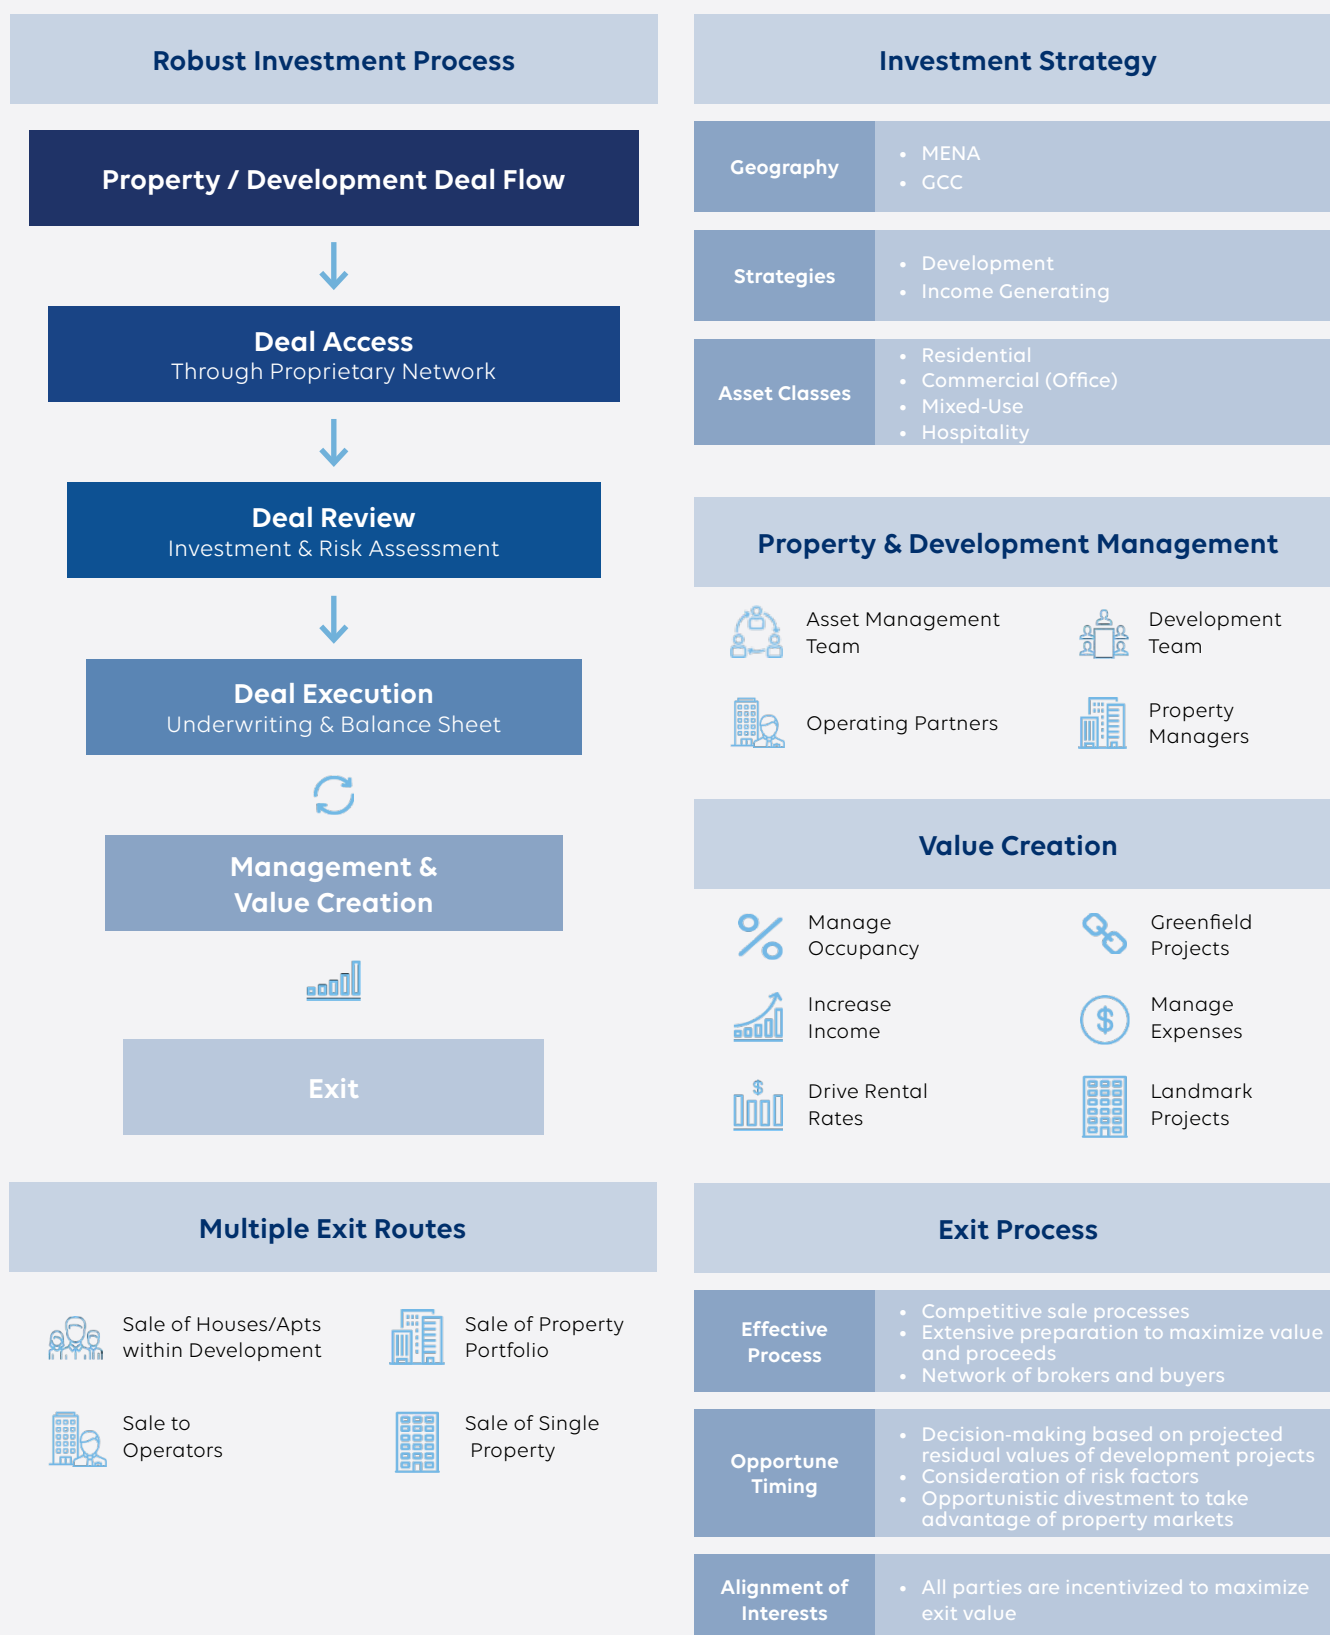 Robust Investment Process
Property / Development Deal Flow
Deal Access
Through Proprietary Network
Deal Review
Investment & Risk Assessment
Deal Execution
Underwriting & Balance Sheet
Management &
Value Creation
Exit
Multiple Exit Routes
Sale of Houses/Apts
within Development
Sale of Property
Portfolio
Sale to
Operators
Sale of Single
Property
Investment Strategy
Geography
• MENA
• GCC
Strategies
• Development
• Income Generating
Asset Classes
• Residential
• Commercial (Office)
• Mixed-Use
• Hospitality
Property & Development Management
Asset Management
Team
Development
Team
Operating Partners
Property
Managers
Value Creation
Manage
Occupancy
Greenfield
Projects
Increase
Income
Manage
Expenses
Drive Rental
Rates
Landmark
Projects
Exit Process
Effective
Process
• Competitive sale processes
• Extensive preparation to maximize value
and proceeds
• Network of brokers and buyers
Opportune
Timing
• Decision-making based on projected
residual values of development projects
• Consideration of risk factors
• Opportunistic divestment to take
advantage of property markets
Alignment of
Interests
• All parties are incentivized to maximize
exit value